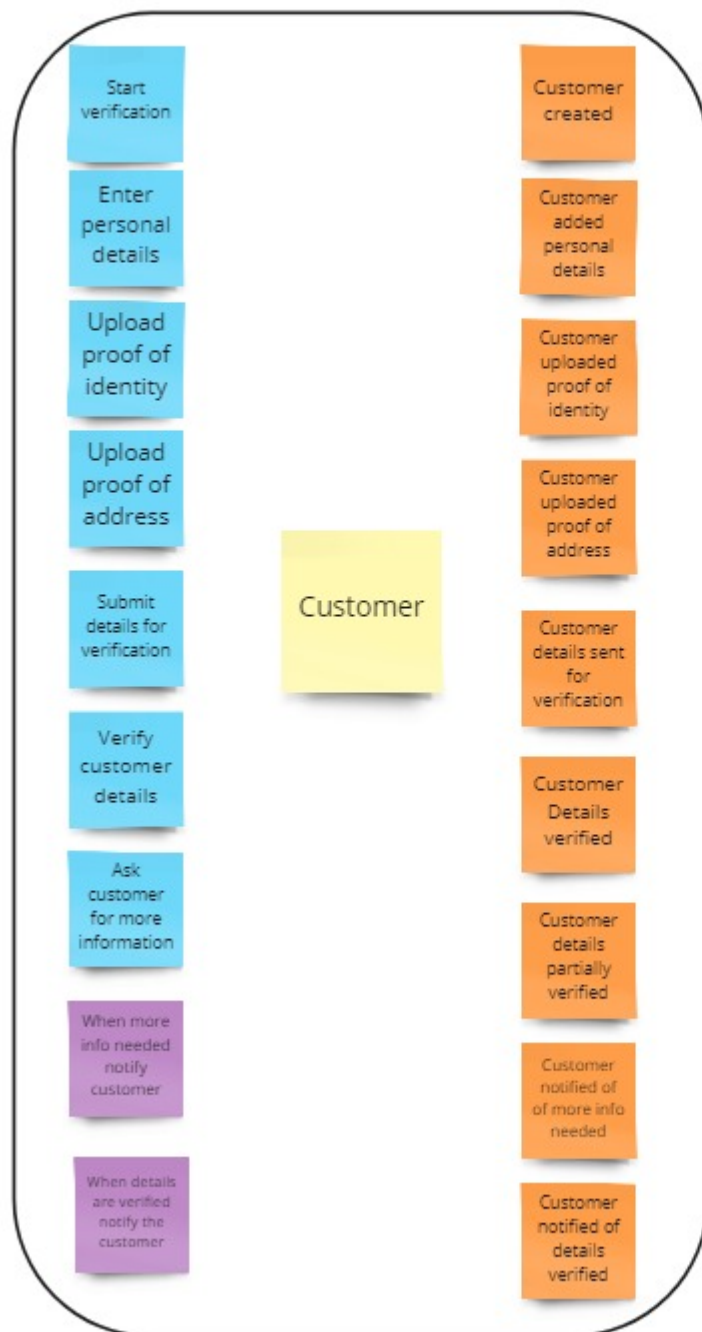 Start
verification
Enter
personal
details
Upload
proof of
identity
Upload
proof of
address
Submit
details for
verification
Verify
customer
details
Ask
customer
for more
information
When more
info needed
notify
customer
When details
are verified
notify the
customer
Customer
Customer
created
Customer
added
personal
details
Customer
uploaded
proof of
identity
Customer
uploaded
proof of
address
Customer
details sent
for
verification
Customer
Details
verified
Customer
details
partially
verified
Customer
notified of
of more info
needed
Customer
notified of
details
verified